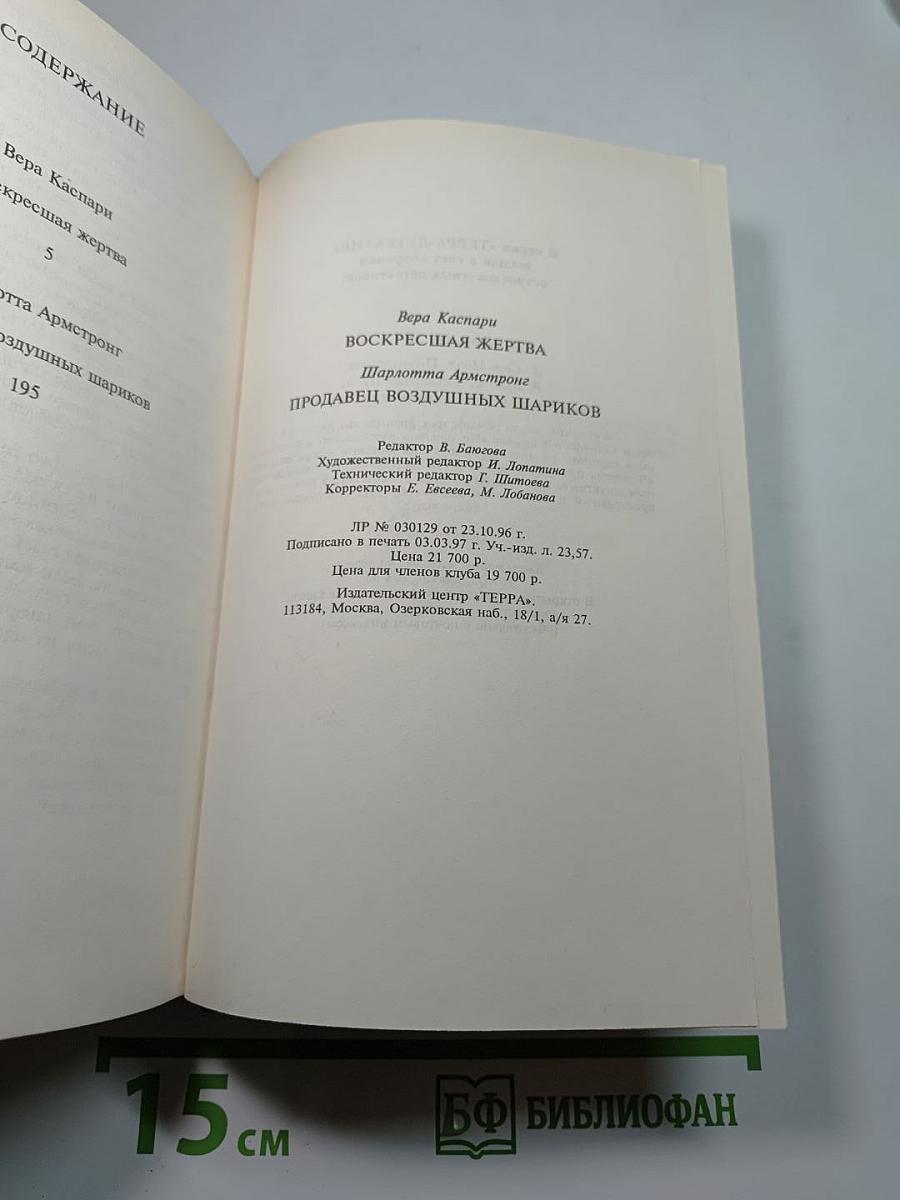 СОДЕРЖАНИЕ
Вера Каспари
скресшая жертва
5
отта Армстронг
оздушных шариков
195
Вера Каспари
ВОСКРЕСШАЯ ЖЕРТВА
Шарлотта Армстронг
ПРОДАВЕЦ ВОЗДУШНЫХ ШАРИКОВ
Редактор В. Баюгова
Художественный редактор И. Лопатина
Технический редактор Г. Шитоева
Корректоры Е. Евсеева, М. Лобанова
ЛР № 030129 от 23.10.96 г.
Подписано в печать 03.03.97 г. Уч.-изд. л. 23,57.
Цена 21 700 р.
Цена для членов клуба 19 700 р.
Издательский центр «ТЕРРА».
113184, Москва, Озерковская наб., 18/1, а/я 27.
15 см
БФ БИБЛИОФАН